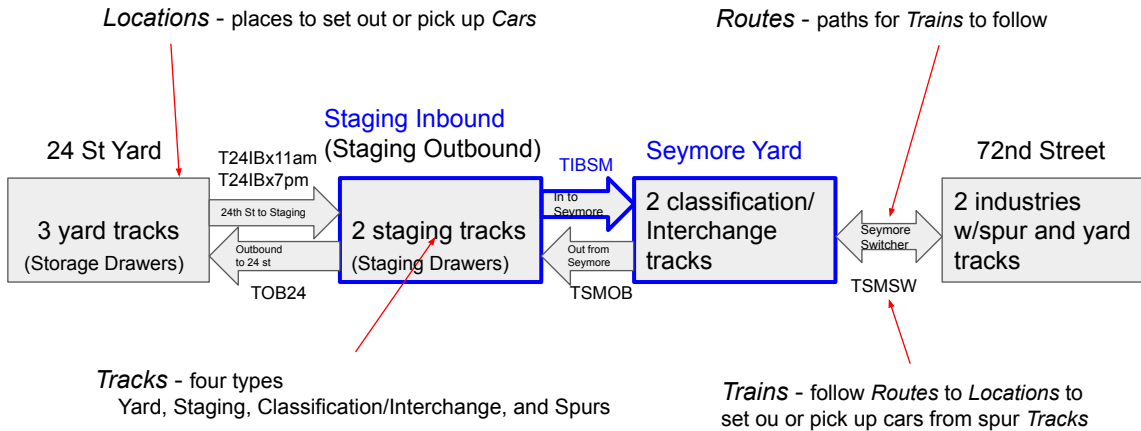 Locations - places to set out or pick up Cars
Routes - paths for Trains to follow
24 St Yard
T24IBx11am
T24IBx7pm
Staging Inbound
(Staging Outbound)
TIBSM
Seymore Yard
72nd Street
3 yard tracks
(Storage Drawers)
24th St to Staging
Outbound
to 24 st
TOB24
2 staging tracks
(Staging Drawers)
In to
Seymore
Out from
Seymore
TSMOB
2 classification/
Interchange
tracks
Seymore
Switcher
TSMSW
2 industries
w/spur and yard
tracks
Tracks - four types
Yard, Staging, Classification/Interchange, and Spurs
Trains - follow Routes to Locations to
set ou or pick up cars from spur Tracks